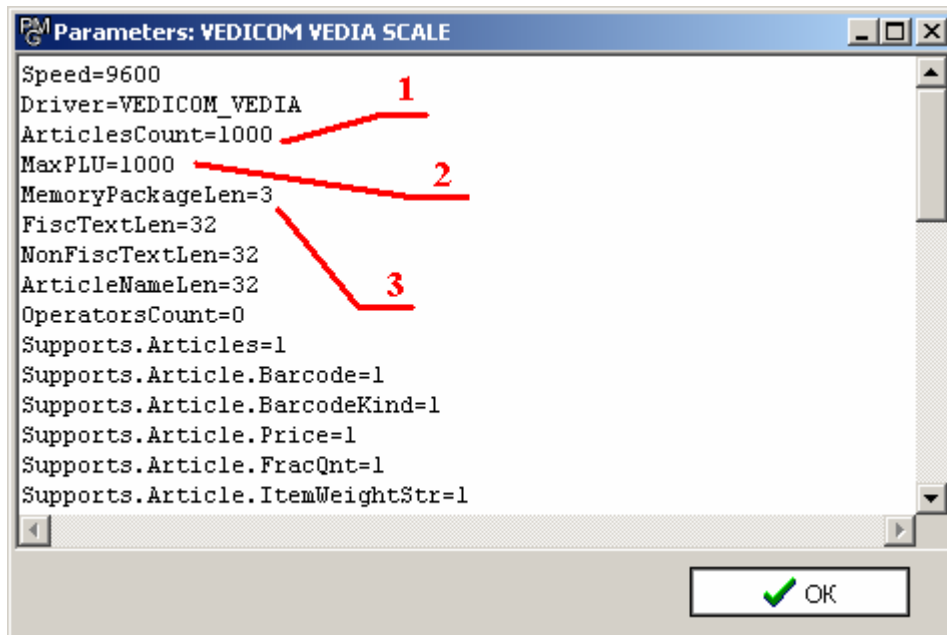 PMG Parameters: VEDICOM VEDIA SCALE
Speed=9600
1
Driver=VEDICOM_VEDIA
ArticlesCount=1000
MaxPLU=1000
2
MemoryPackageLen=3
FiscTextLen=32
NonFiscTextLen=32
3
ArticleNameLen=32
OperatorsCount=0
Supports.Articles=1
Supports.Article.Barcode=1
Supports.Article.BarcodeKind=1
Supports.Article.Price=1
Supports.Article.FracQnt=1
Supports.Article.ItemWeightStr=1
OK